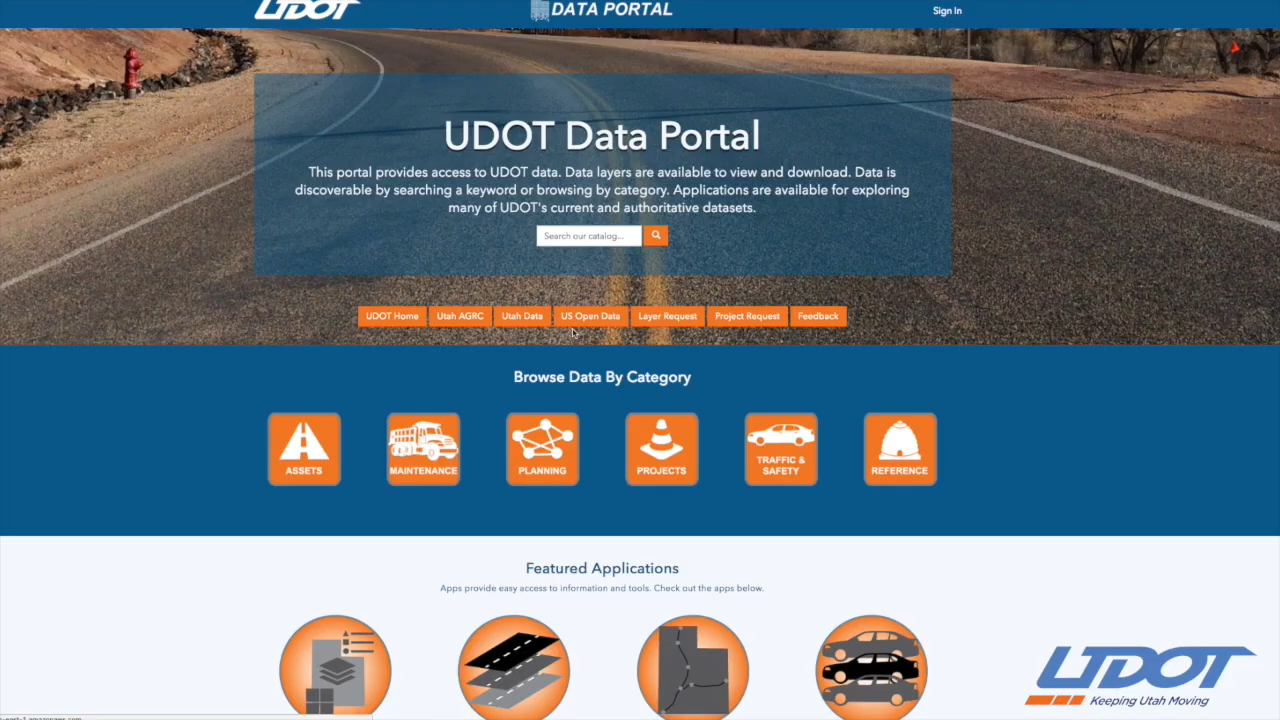 UDOT
DATA PORTAL
Sign In
UDOT Data Portal
This portal provides access to UDOT data. Data layers are available to view and download. Data is
discoverable by searching a keyword or browsing by category. Applications are available for exploring
many of UDOT's current and authoritative datasets.
Search our catalog...
UDOT Home
Utah AGRC
Utah Data
US Open Data
Layer Request
Project Request
Feedback
Browse Data By Category
ASSETS
MAINTENANCE
PLANNING
PROJECTS
TRAFFIC &
SAFETY
REFERENCE
Featured Applications
Apps provide easy access to information and tools. Check out the apps below.
UDOT
Keeping Utah Moving